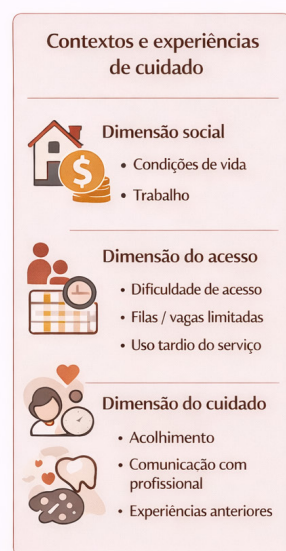 Contextos e experiências
de cuidado
Dimensão social
• Condições de vida
• Trabalho
Dimensão do acesso
• Dificuldade de acesso
• Filas / vagas limitadas
• Uso tardio do serviço
Dimensão do cuidado
• Acolhimento
• Comunicação com
profissional
• Experiências anteriores
$